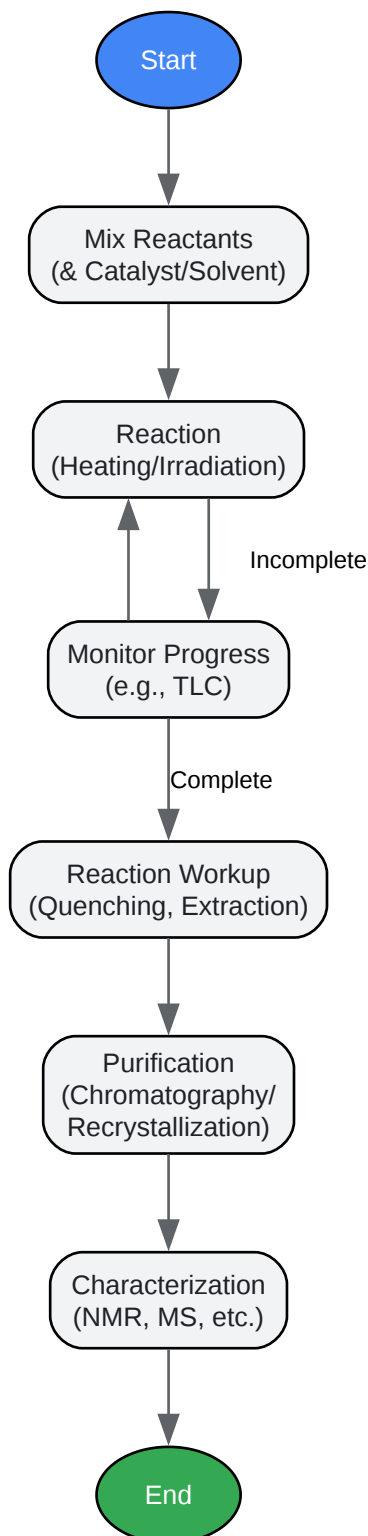 Start
Mix Reactants
(& Catalyst/Solvent)
Reaction
(Heating/Irradiation)
Incomplete
Monitor Progress
(e.g., TLC)
Complete
Reaction Workup
(Quenching, Extraction)
Purification
(Chromatography/
Recrystallization)
Characterization
(NMR, MS, etc.)
End